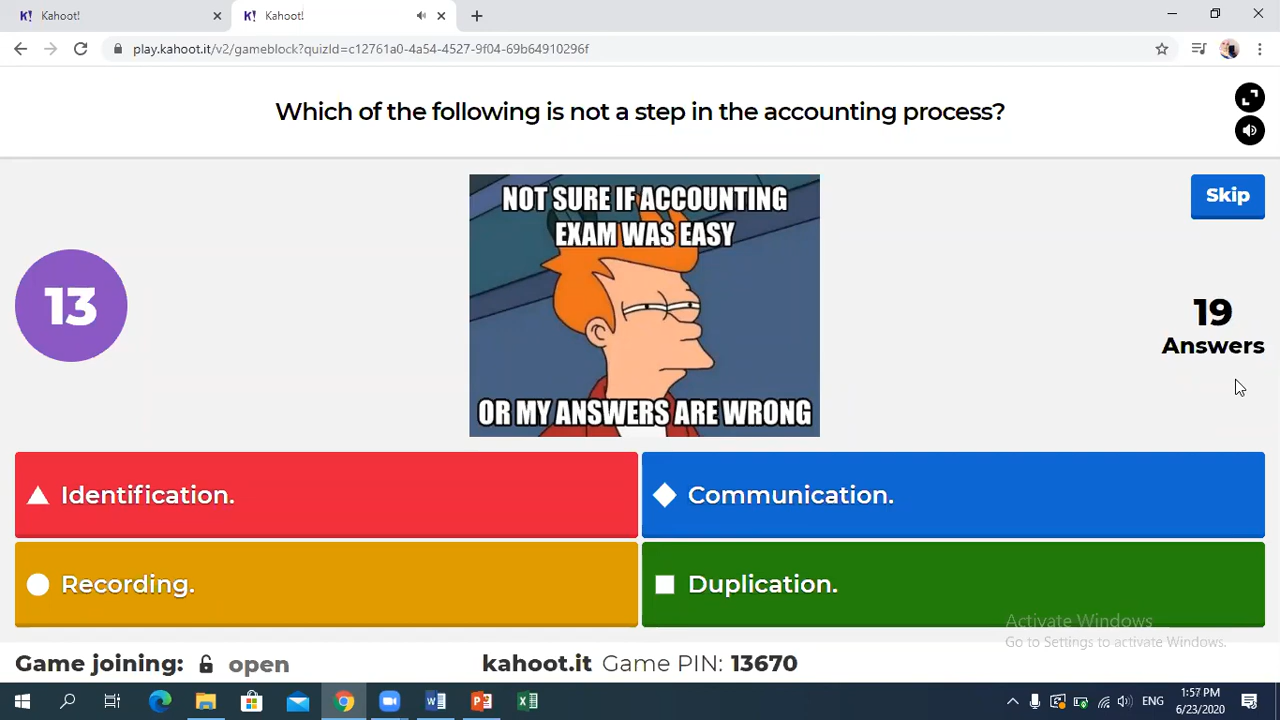 Kahoot!
Kahoot!
play.kahoot.it/v2/gameblock?quizId=c12761a0-4a54-4527-9f04-69b64910296f
Which of the following is not a step in the accounting process?
Skip
NOT SURE IF ACCOUNTING
EXAM WAS EASY
13
19
Answers
OR MY ANSWERS ARE WRONG
Identification.
Communication.
Recording.
Duplication.
Activate Windows
Go to Settings to activate Windows.
Game joining: open
kahoot.it Game PIN: 13670
ENG
1:57 PM
6/23/2020